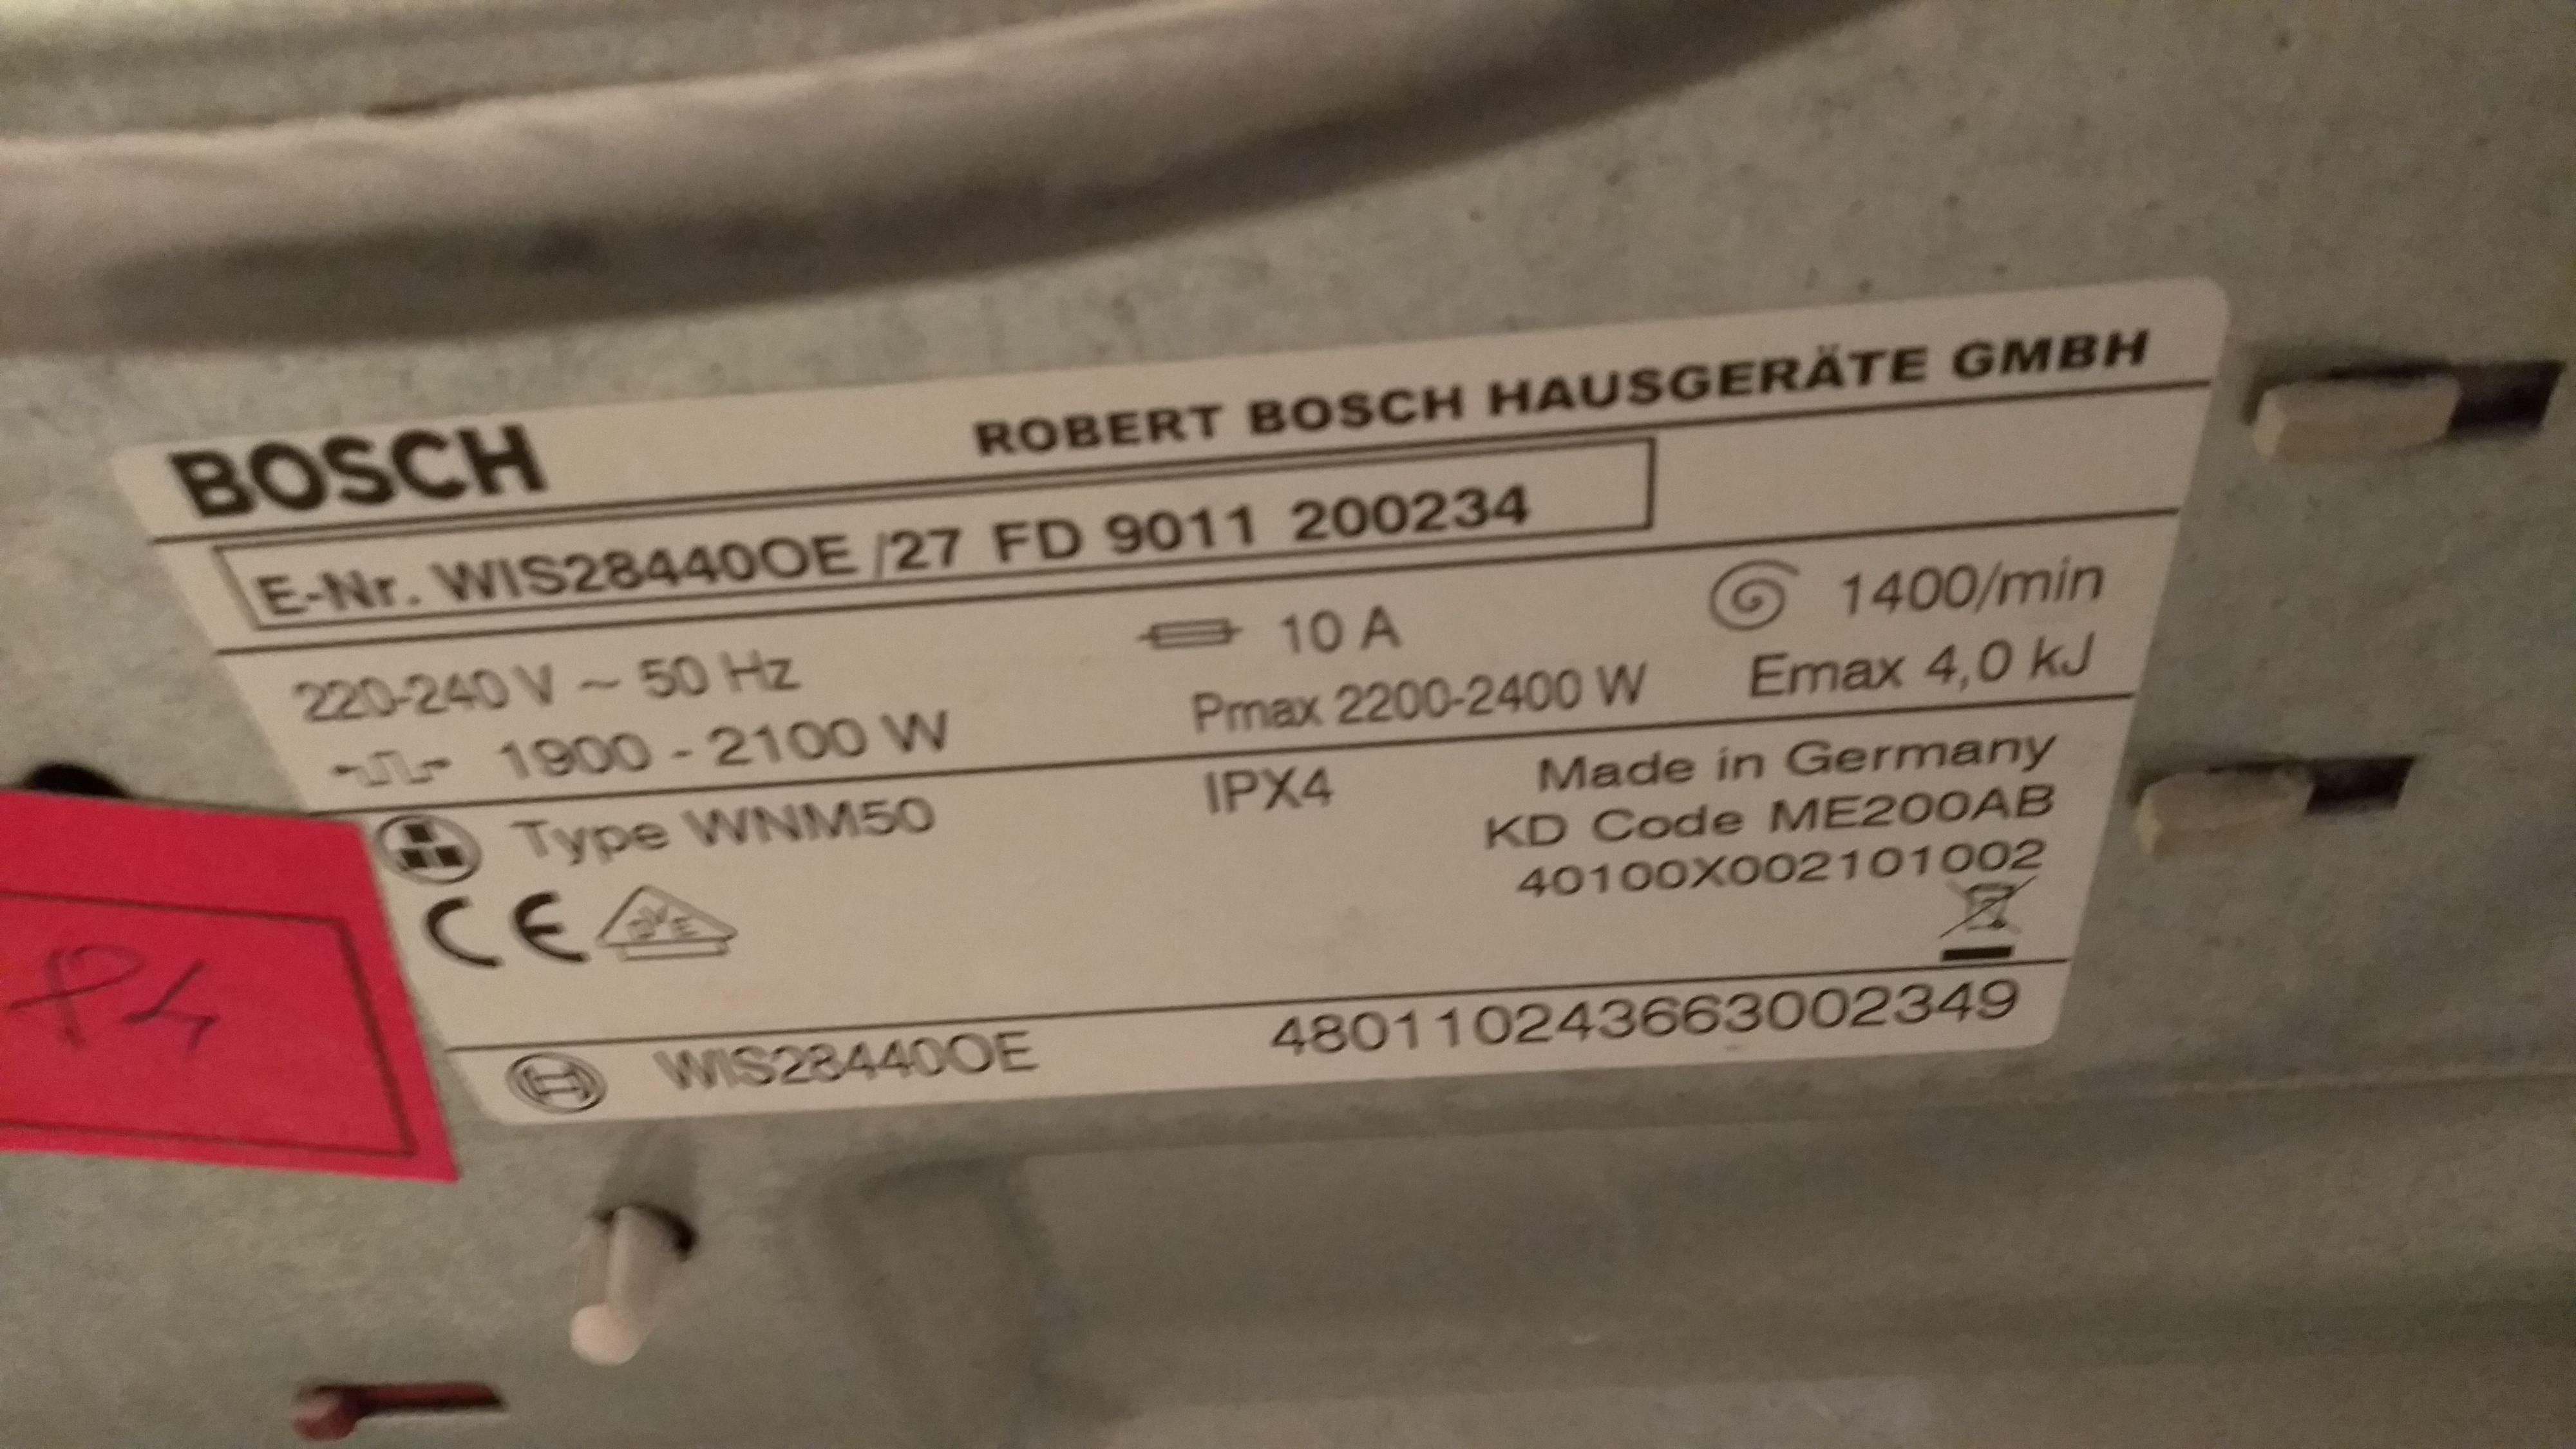 BOSCH ROBERT BOSCH HAUSGERÄTE GMBH
E-Nr. WIS28440OE /27 FD 9011 200234
220-240 V ~ 50 Hz 10 A 1400/min
1900 - 2100 W Pmax 2200-2400 W Emax 4,0 kJ
Type WNM50 IPX4 Made in Germany
KD Code ME200AB
40100X002101002
CE DVE
WIS28440OE 480110243663002349